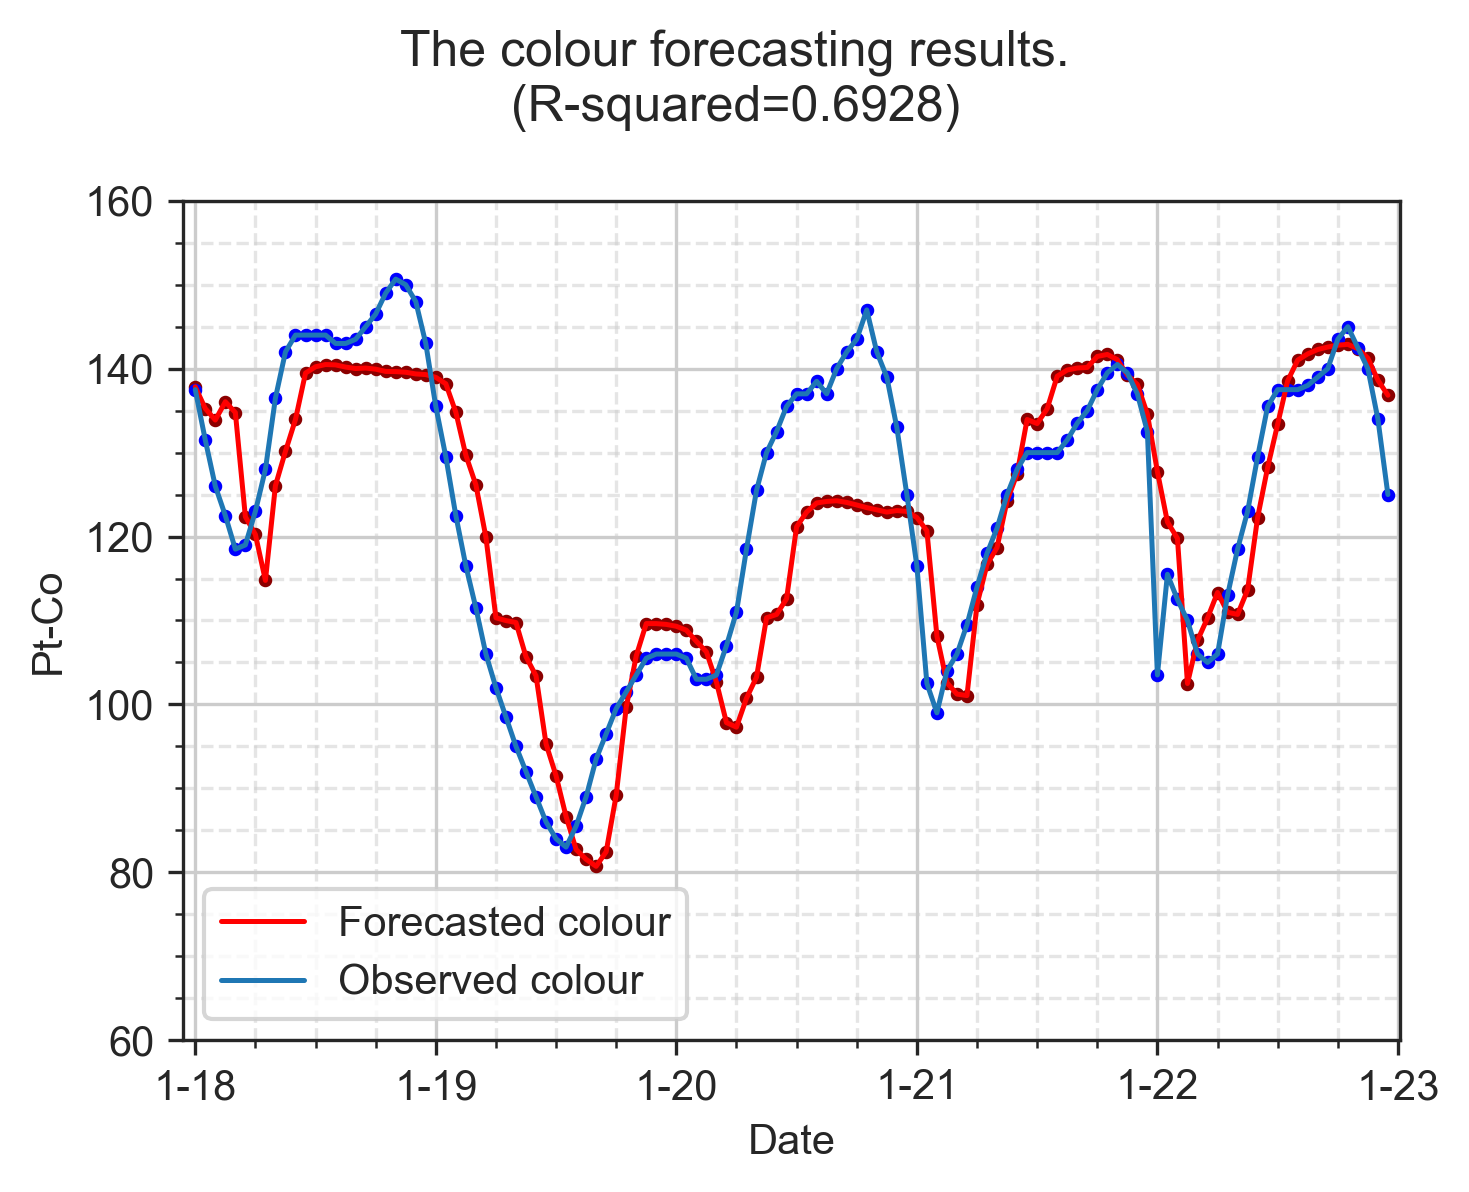 The colour forecasting results.
(R-squared=0.6928)
160
140
120
100
80
60
Pt-Co
Forecasted colour
Observed colour
1-18
1-19
1-20
1-21
1-22
1-23
Date